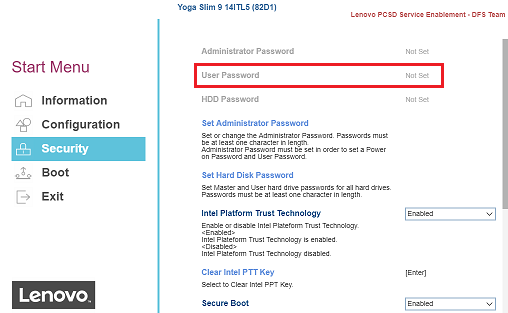 Yoga Slim 9 14ITL5 (82D1)
Lenovo PCSD Service Enablement - DFS Team
Start Menu
Information
Configuration
Security
Boot
Exit
Lenovo.
Administrator Password Not Set
User Password Not Set
HDD Password Not Set
Set Administrator Password
Set or change the Administrator Password. Passwords must
be at least one character in length.
Administrator Password must be set in order to set a Power
on Password and User Password.
Set Hard Disk Password
Set Master and User hard drive passwords for all hard drives.
Passwords must be at least one character in length.
Intel Platform Trust Technology Enabled
Enable or disable Intel Plateform Trust Technology.
<Enabled>
Intel Plateform Trust Technology is enabled.
<Disabled>
Intel Plateform Trust Technology disabled.
Clear Intel PTT Key [Enter]
Select to Clear Intel PPT Key.
Secure Boot Enabled